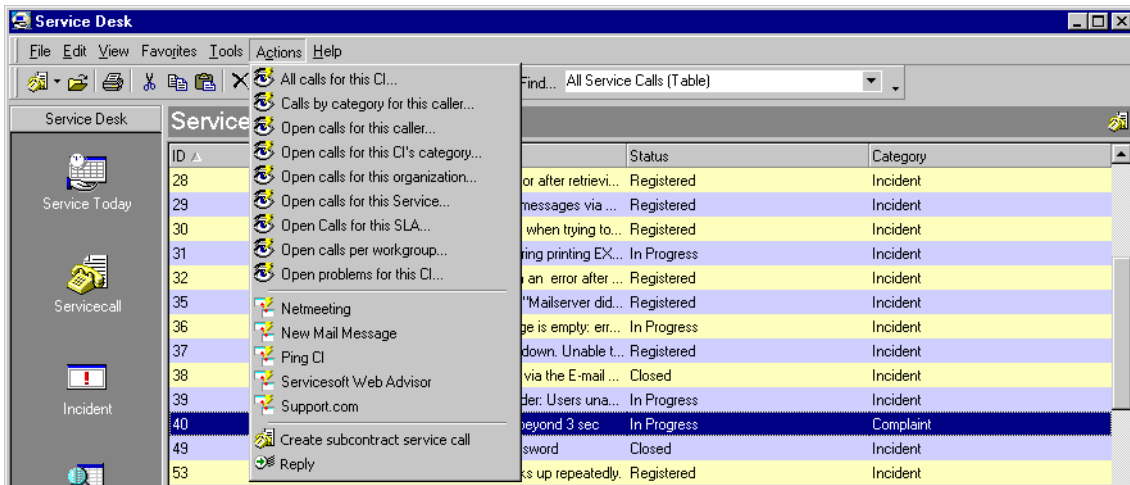 Service Desk
File Edit View Favorites Tools Actions Help
Find... All Service Calls (Table)
Service Desk
Service Today
Servicecall
Incident
Service
All calls for this CI...
Calls by category for this caller...
Open calls for this caller...
Open calls for this CI's category...
Open calls for this organization...
Open calls for this Service...
Open Calls for this SLA...
Open calls per workgroup...
Open problems for this CI...
Netmeeting
New Mail Message
Ping CI
Servicesoft Web Advisor
Support.com
Create subcontract service call
Reply
ID Status Category
28 or after retrievi... Registered Incident
29 messages via ... Registered Incident
30 when trying to... Registered Incident
31 ring printing EX... In Progress Incident
32 an error after ... Registered Incident
35 "Mailserver did... Registered Incident
36 ge is empty: err... In Progress Incident
37 down. Unable t... Registered Incident
38 via the E-mail ... Closed Incident
39 der: Users una... In Progress Incident
40 beyond 3 sec In Progress Complaint
49 sword Closed Incident
53 ks up repeatedly. Registered Incident